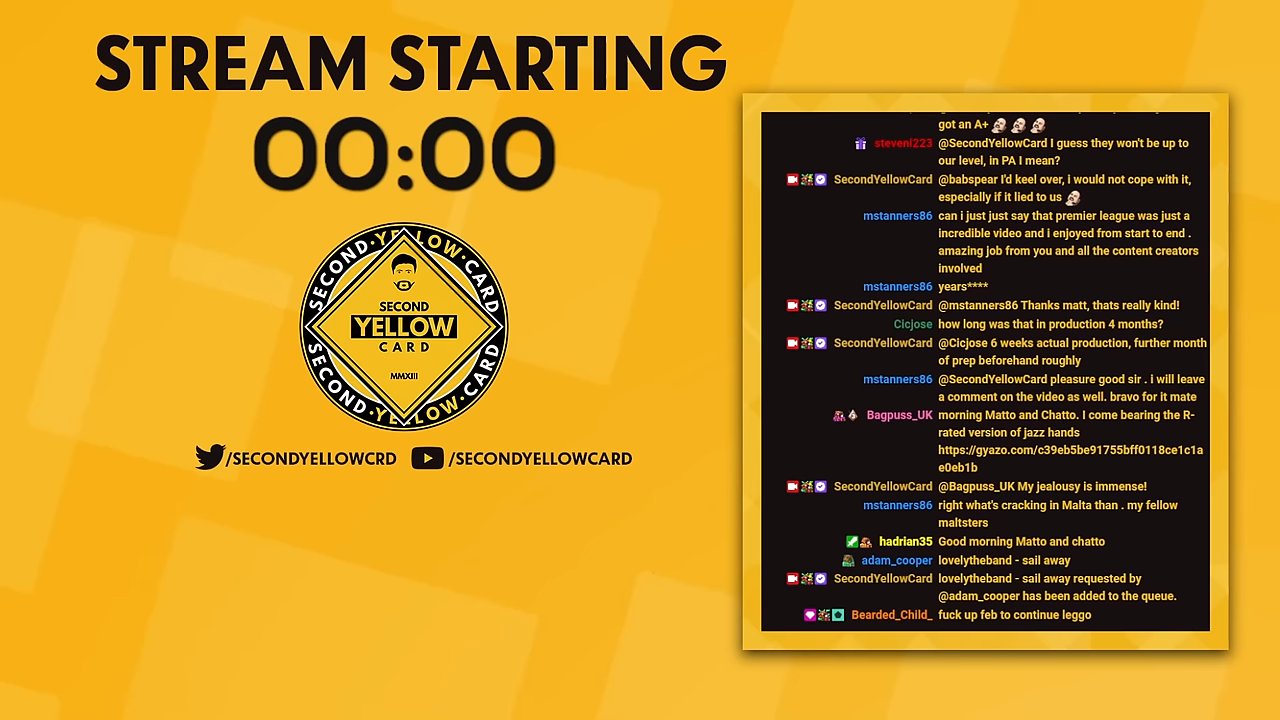 STREAM STARTING
00:00
SECOND·YELLOW·CARD
SECOND
YELLOW
CARD
MMXIII
SECOND·YELLOW·CARD
/SECONDYELLOWCRD /SECONDYELLOWCARD
got an A+
steveni223 @SecondYellowCard I guess they won't be up to
our level, in PA I mean?
SecondYellowCard @babspear I'd keel over, i would not cope with it,
especially if it lied to us
mstanners86 can i just just say that premier league was just a
incredible video and i enjoyed from start to end .
amazing job from you and all the content creators
involved
mstanners86 years****
SecondYellowCard @mstanners86 Thanks matt, thats really kind!
Cicjose how long was that in production 4 months?
SecondYellowCard @Cicjose 6 weeks actual production, further month
of prep beforehand roughly
mstanners86 @SecondYellowCard pleasure good sir . i will leave
a comment on the video as well. bravo for it mate
Bagpuss_UK morning Matto and Chatto. I come bearing the R-
rated version of jazz hands
https://gyazo.com/c39eb5be91755bff0118ce1c1a
e0eb1b
SecondYellowCard @Bagpuss_UK My jealousy is immense!
mstanners86 right what's cracking in Malta than . my fellow
maltsters
hadrian35 Good morning Matto and chatto
adam_cooper lovelytheband - sail away
SecondYellowCard lovelytheband - sail away requested by
@adam_cooper has been added to the queue.
Bearded_Child_ fuck up feb to continue leggo